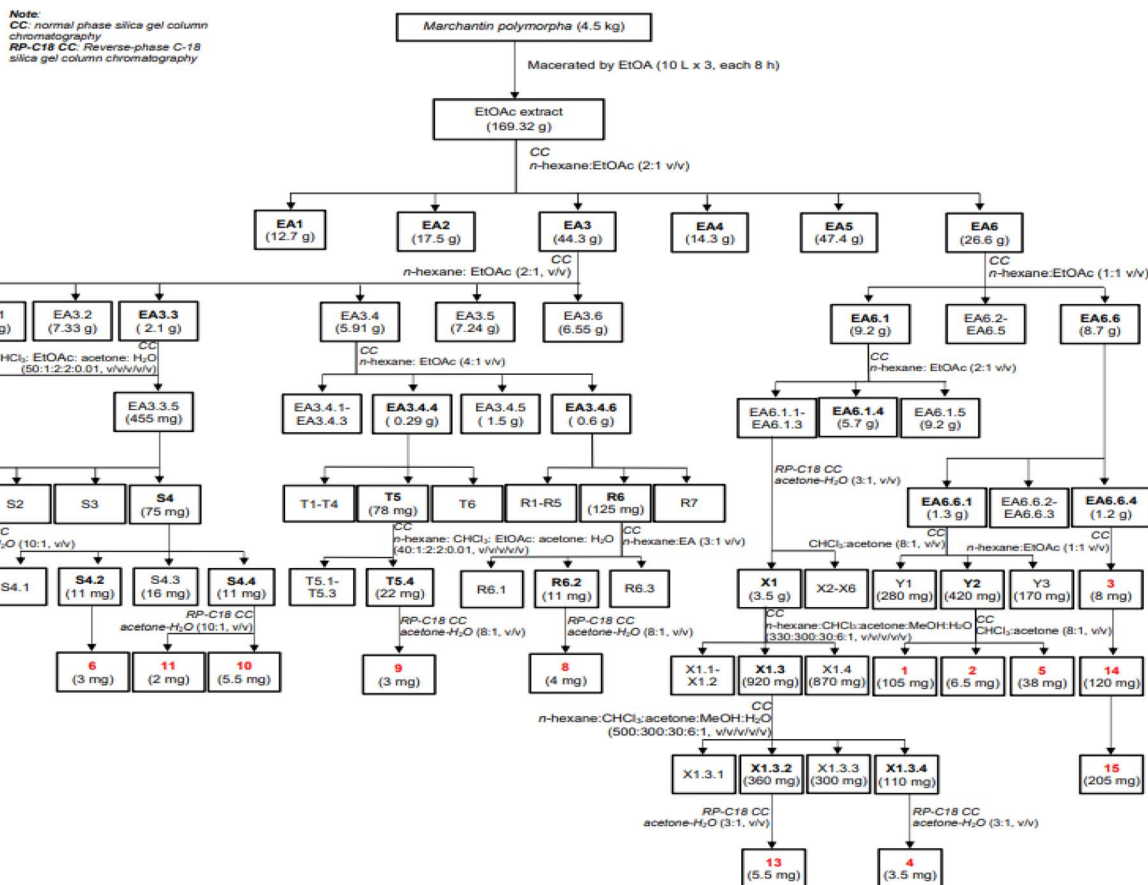 Note:
CC: normal phase silica gel column
chromatography
RP-C18 CC: Reverse-phase C-18
silica gel column chromatography
Marchantin polymorpha (4.5 kg)
Macerated by EtOA (10 L x 3, each 8 h)
EtOAc extract
(169.32 g)
CC
n-hexane:EtOAc (2:1 v/v)
EA1
(12.7 g)
EA2
(17.5 g)
EA3
(44.3 g)
EA4
(14.3 g)
EA5
(47.4 g)
EA6
(26.6 g)
CC
n-hexane: EtOAc (2:1, v/v)
CC
n-hexane:EtOAc (1:1 v/v)
EA3.2
(7.33 g)
EA3.3
( 2.1 g)
EA3.4
(5.91 g)
EA3.5
(7.24 g)
EA3.6
(6.55 g)
EA6.1
(9.2 g)
EA6.2-
EA6.5
EA6.6
(8.7 g)
CC
HCl₃: EtOAc: acetone: H₂O
(50:1:2:2:0.01, v/v/v/v/v)
CC
n-hexane: EtOAc (4:1 v/v)
CC
n-hexane: EtOAc (2:1 v/v)
EA3.3.5
(455 mg)
EA3.4.1-
EA3.4.3
EA3.4.4
( 0.29 g)
EA3.4.5
( 1.5 g)
EA3.4.6
( 0.6 g)
EA6.1.1-
EA6.1.3
EA6.1.4
(5.7 g)
EA6.1.5
(9.2 g)
RP-C18 CC
acetone-H₂O (3:1, v/v)
S2
S3
S4
(75 mg)
T1-T4
T5
(78 mg)
T6
R1-R5
R6
(125 mg)
R7
EA6.6.1
(1.3 g)
EA6.6.2-
EA6.6.3
EA6.6.4
(1.2 g)
CC
₂O (10:1, v/v)
CC
n-hexane: CHCl₃: EtOAc: acetone: H₂O
(40:1:2:2:0.01, v/v/v/v/v)
CC
n-hexane:EA (3:1 v/v)
CC
CHCl₃:acetone (8:1, v/v)
CC
n-hexane:EtOAc (1:1 v/v)
S4.1
S4.2
(11 mg)
S4.3
(16 mg)
S4.4
(11 mg)
T5.1-
T5.3
T5.4
(22 mg)
R6.1
R6.2
(11 mg)
R6.3
X1
(3.5 g)
X2-X6
Y1
(280 mg)
Y2
(420 mg)
Y3
(170 mg)
3
(8 mg)
RP-C18 CC
acetone-H₂O (10:1, v/v)
RP-C18 CC
acetone-H₂O (8:1, v/v)
RP-C18 CC
acetone-H₂O (8:1, v/v)
CC
n-hexane:CHCl₃:acetone:MeOH:H₂O
(330:300:30:6:1, v/v/v/v/v)
CC
CHCl₃:acetone (8:1, v/v)
6
(3 mg)
11
(2 mg)
10
(5.5 mg)
9
(3 mg)
8
(4 mg)
X1.1-
X1.2
X1.3
(920 mg)
X1.4
(870 mg)
1
(105 mg)
2
(6.5 mg)
5
(38 mg)
14
(120 mg)
CC
n-hexane:CHCl₃:acetone:MeOH:H₂O
(500:300:30:6:1, v/v/v/v/v)
X1.3.1
X1.3.2
(360 mg)
X1.3.3
(300 mg)
X1.3.4
(110 mg)
15
(205 mg)
RP-C18 CC
acetone-H₂O (3:1, v/v)
RP-C18 CC
acetone-H₂O (3:1, v/v)
13
(5.5 mg)
4
(3.5 mg)